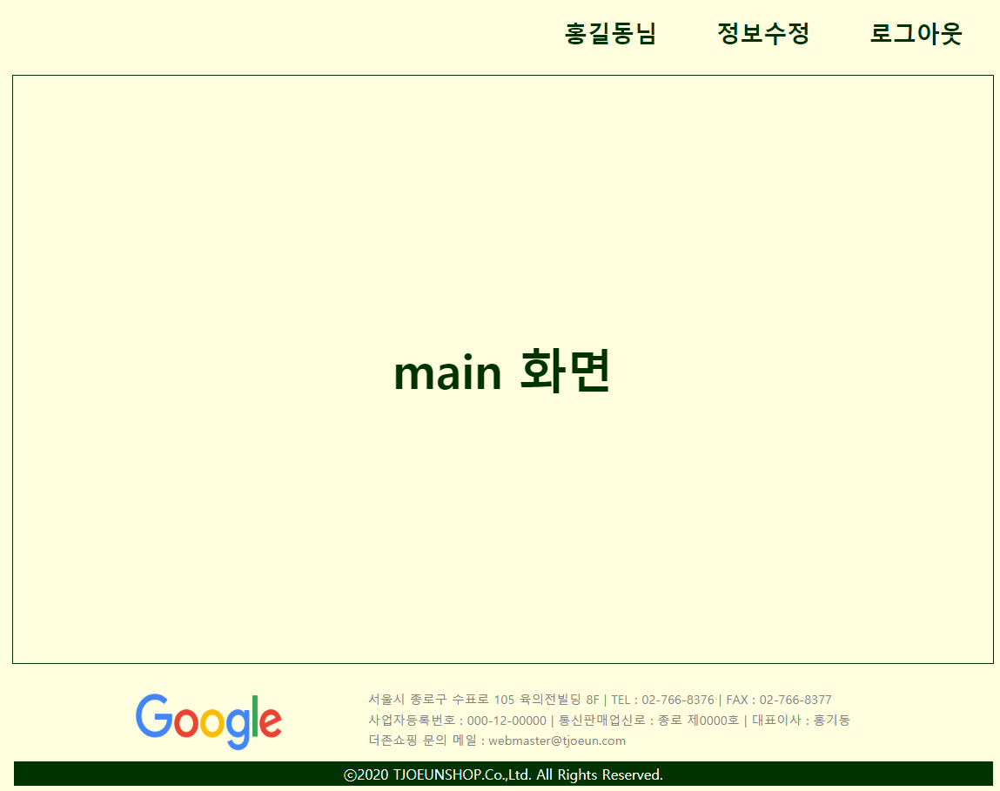 홍길동님 정보수정 로그아웃
main 화면
Google
서울시 종로구 수표로 105 육의전빌딩 8F | TEL : 02-766-8376 | FAX : 02-766-8377
사업자등록번호 : 000-12-00000 | 통신판매업신로 : 종로 제0000호 | 대표이사 : 홍기동
더존쇼핑 문의 메일 : webmaster@tjoeun.com
ⓒ2020 TJOEUNSHOP.Co.,Ltd. All Rights Reserved.